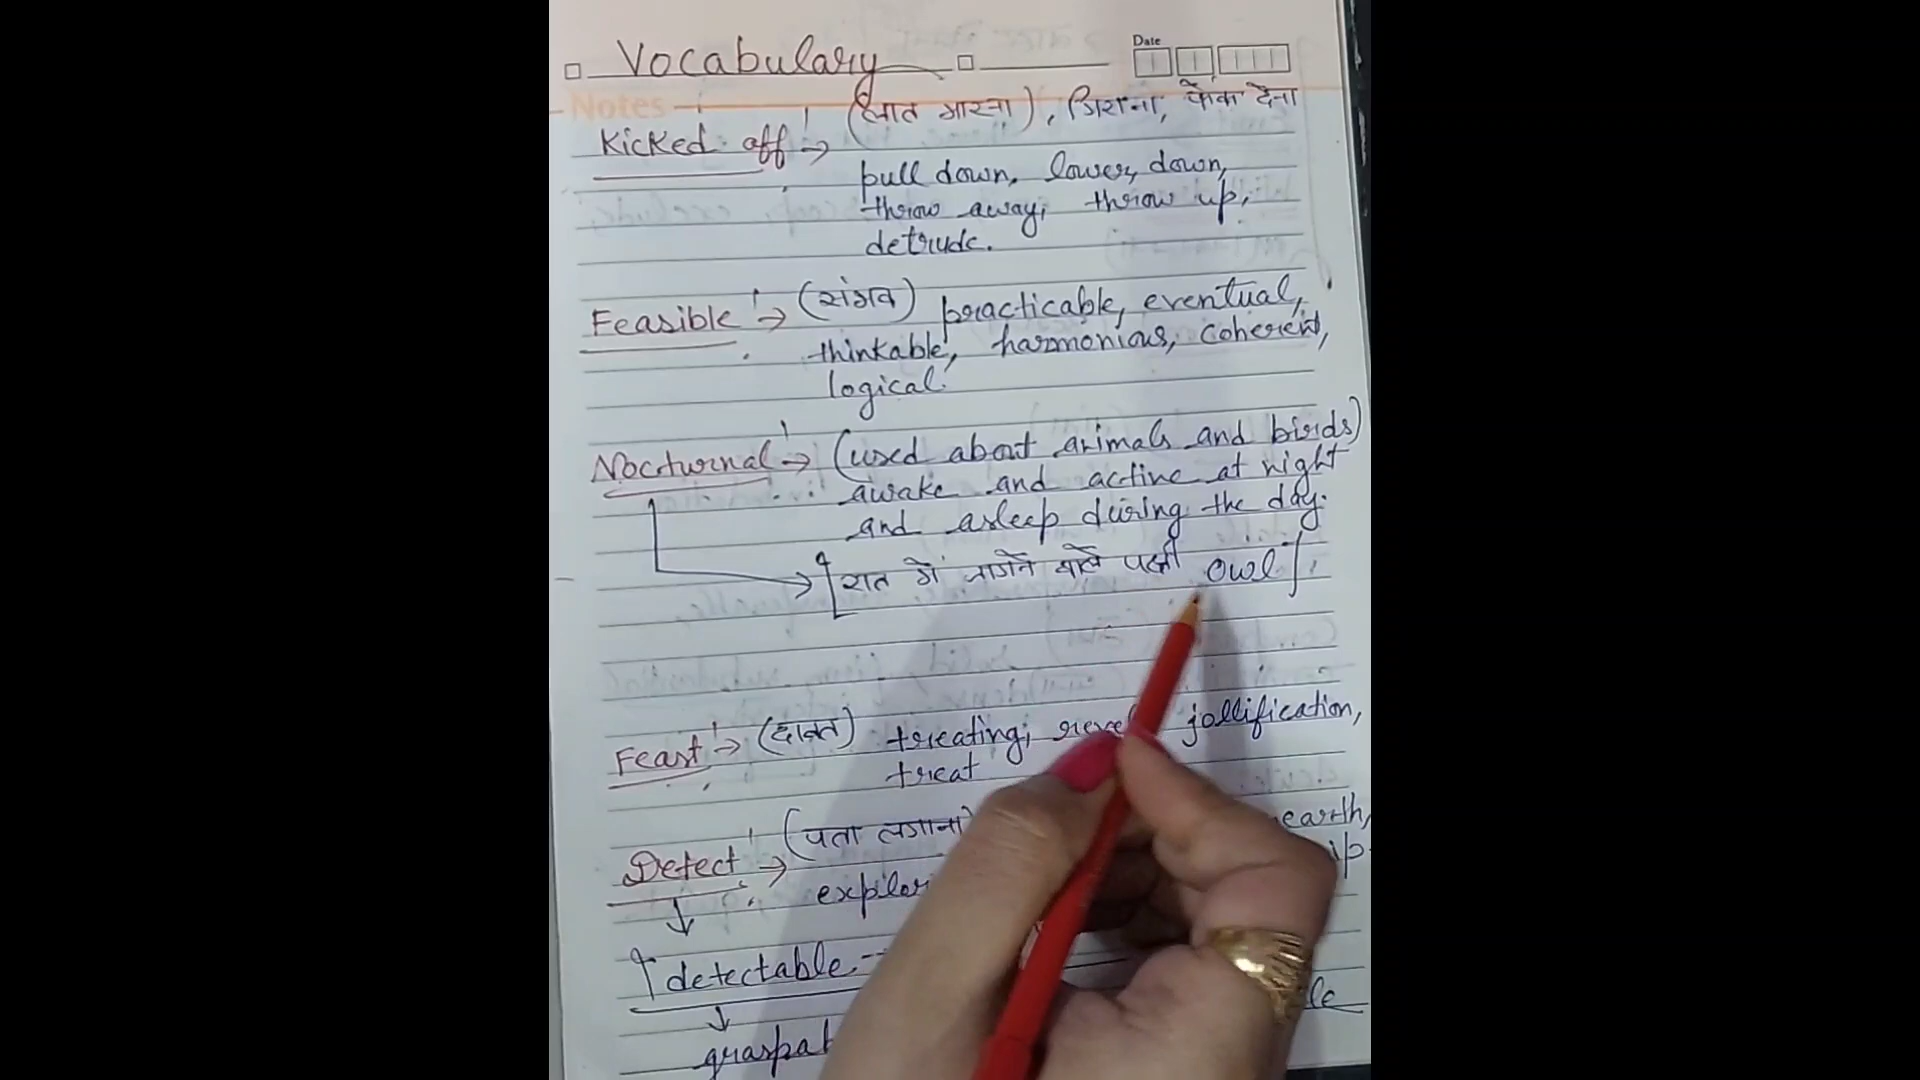 Vocabulary
Date
Notes
Kicked off → (लात मारना), गिराना, फेंक देना
pull down, lower, down,
throw away, throw up,
detrude.
Feasible → (संभव) practicable, eventual,
thinkable, harmonious, coherent,
logical.
Nocturnal → (used about animals and birds)
awake and active at night
and asleep during the day.
[रात में जागने वाले पक्षी owl]
Feast → (दावत) treating, jollification,
treat
Detect → (पता लगाना) earth,
detectable →